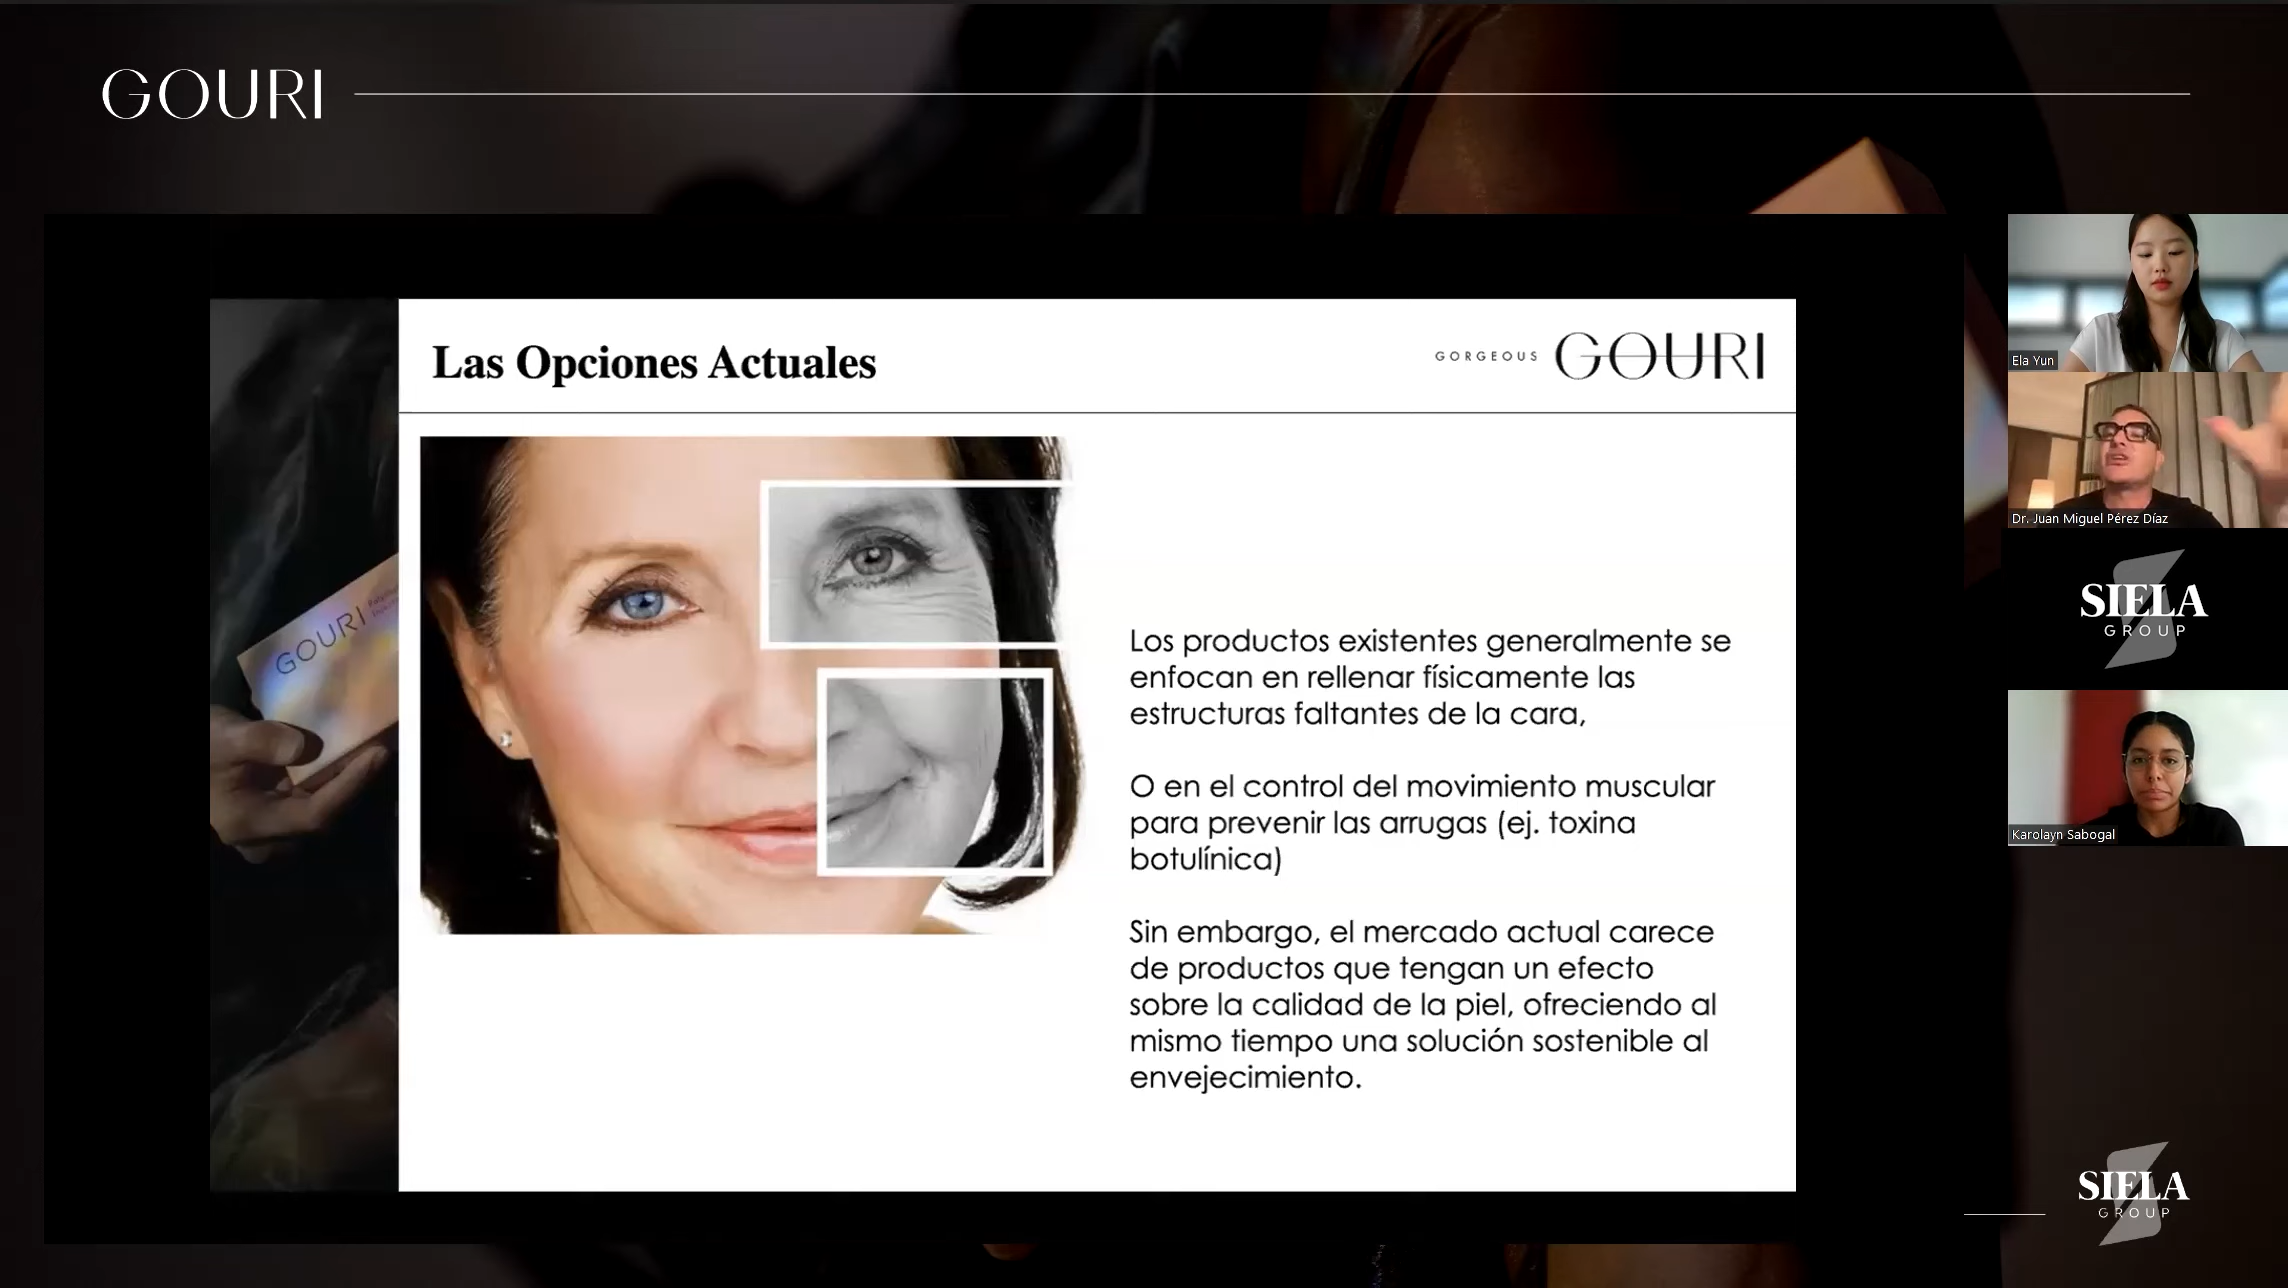 GOURI
Las Opciones Actuales
GORGEOUS GOURI
GOURI
Los productos existentes generalmente se
enfocan en rellenar físicamente las
estructuras faltantes de la cara,
O en el control del movimiento muscular
para prevenir las arrugas (ej. toxina
botulínica)
Sin embargo, el mercado actual carece
de productos que tengan un efecto
sobre la calidad de la piel, ofreciendo al
mismo tiempo una solución sostenible al
envejecimiento.
Ela Yun
Dr. Juan Miguel Pérez Díaz
SIELA
GROUP
Karolayn Sabogal
SIELA
GROUP